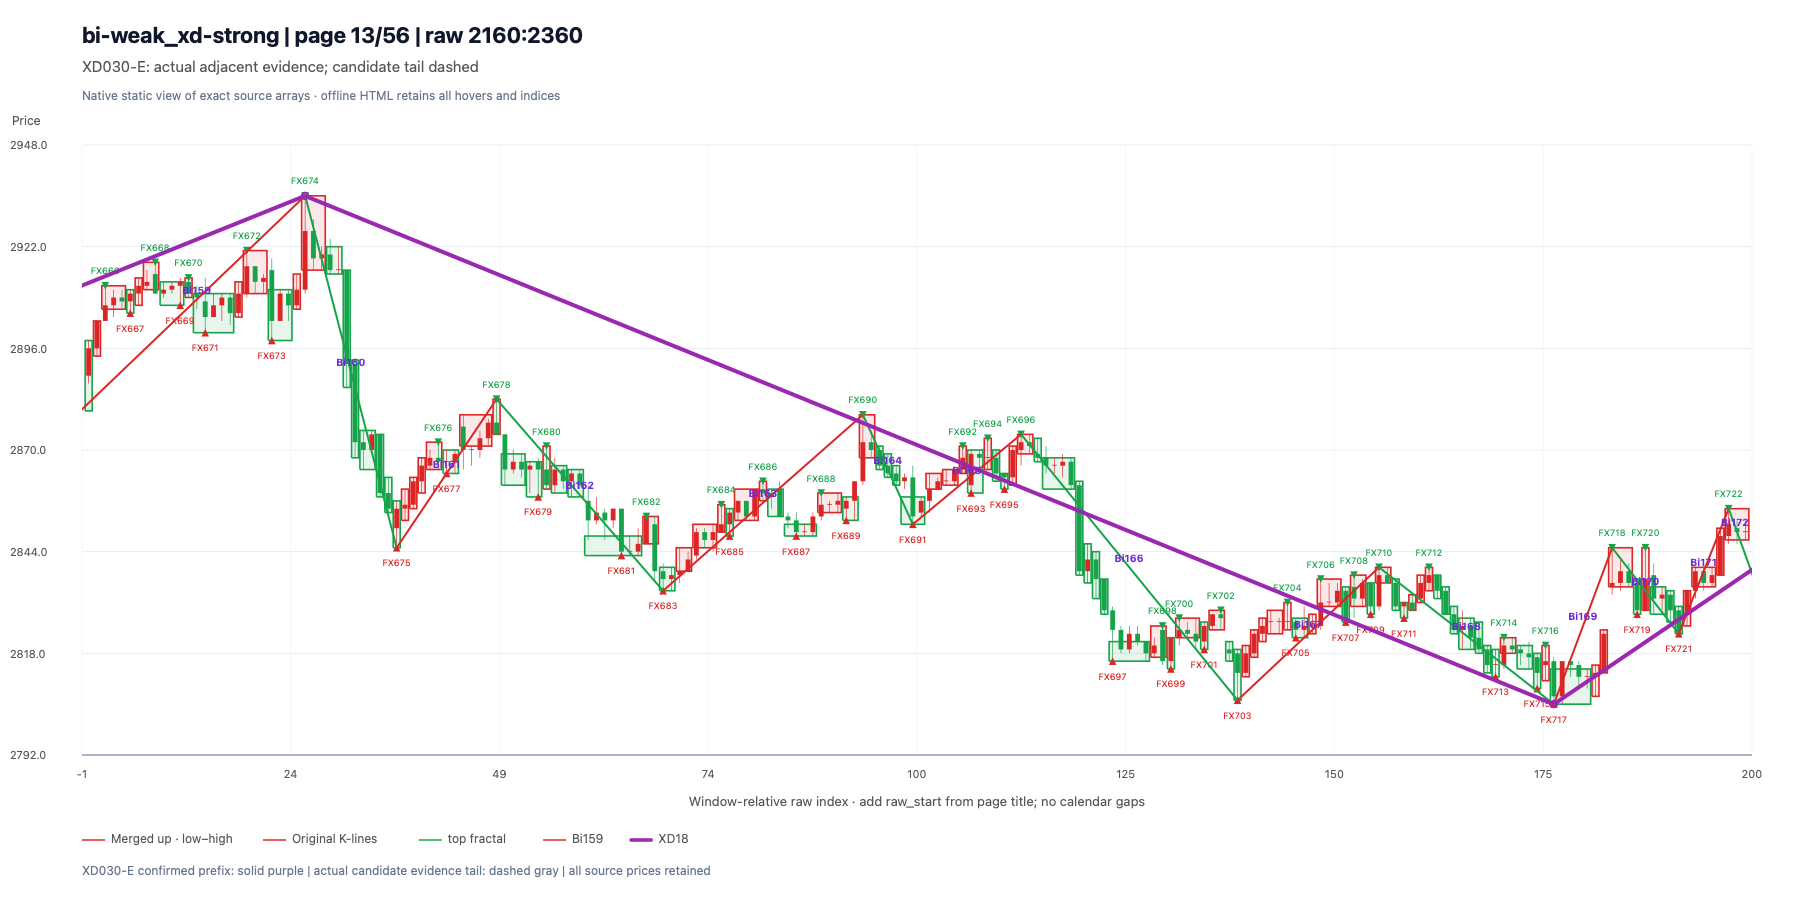 bi-weak_xd-strong | page 13/56 | raw 2160:2360
XD030-E: actual adjacent evidence; candidate tail dashed
Native static view of exact source arrays · offline HTML retains all hovers and indices
Price
2948.0
FX674
2922.0
FX668
FX672
FX670
FX667
FX669
FX671
FX673
2896.0
Bi160
FX678
FX690
FX676
FX680
FX692
FX694
FX696
2870.0
Bi161
FX677
Bi162
FX686
Bi163
Bi164
FX684
FX688
FX682
FX679
FX693
FX695
FX722
Bi172
FX685
FX687
FX689
FX691
FX718
FX720
2844.0
FX675
FX681
FX683
Bi166
FX706
FX708
FX710
FX712
Bi171
Bi170
FX704
FX702
FX700
FX698
Bi169
FX707
FX711
FX714
FX716
FX719
FX705
FX721
2818.0
FX697
FX699
FX701
FX703
FX713
FX717
2792.0
-1 24 49 74 100 125 150 175 200
Window-relative raw index · add raw_start from page title; no calendar gaps
Merged up · low–high Original K-lines top fractal Bi159 XD18
XD030-E confirmed prefix: solid purple | actual candidate evidence tail: dashed gray | all source prices retained